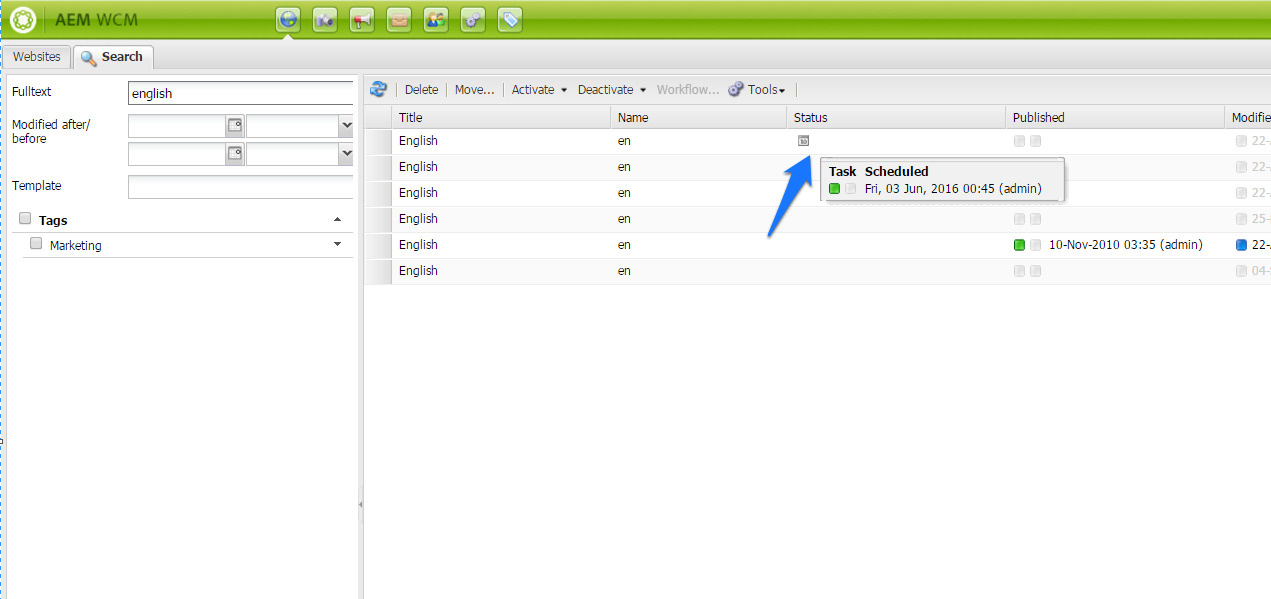 AEM WCM
Websites
Search
Fulltext
english
Modified after/
before
Template
Tags
Marketing
Delete Move... Activate Deactivate Workflow... Tools
Title Name Status Published Modifie
English en 22-
English en 22-
English en 22-
English en 25-
English en 10-Nov-2010 03:35 (admin) 22-
English en 04-
Task Scheduled
Fri, 03 Jun, 2016 00:45 (admin)